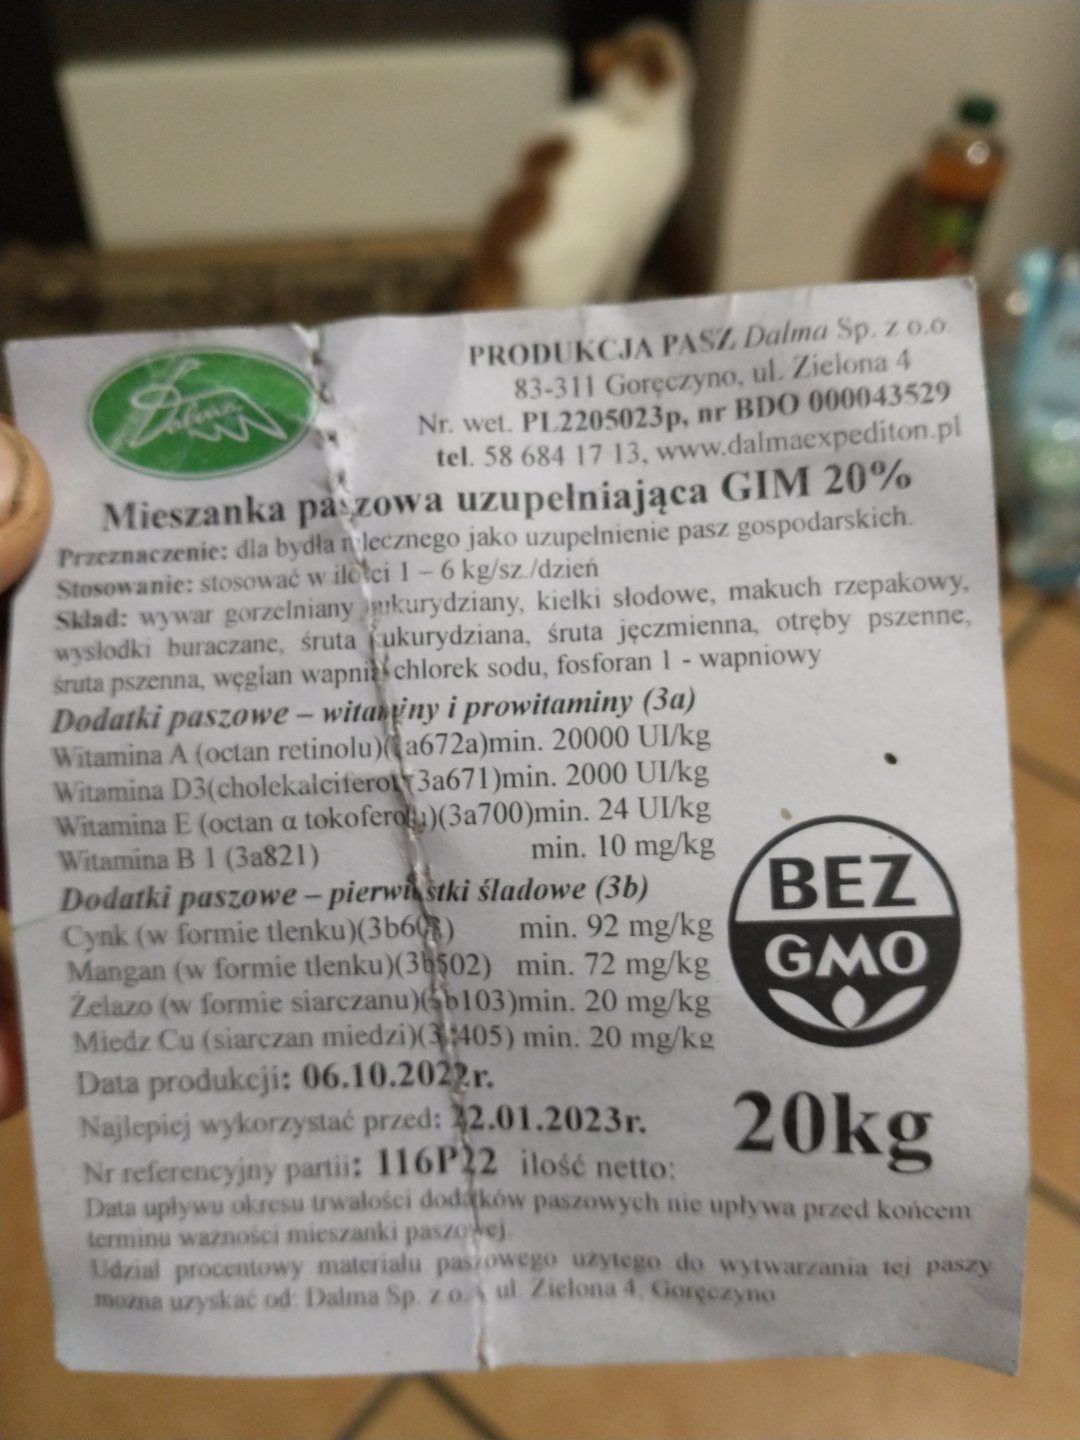 Dalma
PRODUKCJA PASZ Dalma Sp. z o.o.
83-311 Goręczyno, ul. Zielona 4
Nr. wet. PL2205023p, nr BDO 000043529
tel. 58 684 17 13, www.dalmaexpediton.pl
Mieszanka paszowa uzupełniająca GIM 20%
Przeznaczenie: dla bydła mlecznego jako uzupełnienie pasz gospodarskich.
Stosowanie: stosować w ilości 1 – 6 kg/sz./dzień
Skład: wywar gorzelniany kukurydziany, kiełki słodowe, makuch rzepakowy,
wysłodki buraczane, śruta kukurydziana, śruta jęczmienna, otręby pszenne,
śruta pszenna, węglan wapnia chlorek sodu, fosforan 1 - wapniowy
Dodatki paszowe – witaminy i prowitaminy (3a)
Witamina A (octan retinolu)(3a672a)min. 20000 UI/kg
Witamina D3(cholekalciferol)(3a671)min. 2000 UI/kg
Witamina E (octan α tokoferolu)(3a700)min. 24 UI/kg
Witamina B 1 (3a821) min. 10 mg/kg
Dodatki paszowe – pierwiastki śladowe (3b)
Cynk (w formie tlenku)(3b603) min. 92 mg/kg
Mangan (w formie tlenku)(3b502) min. 72 mg/kg
Żelazo (w formie siarczanu)(3b103)min. 20 mg/kg
Miedz Cu (siarczan miedzi)(3b405) min. 20 mg/kg
BEZ
GMO
Data produkcji: 06.10.2022r.
Najlepiej wykorzystać przed: 22.01.2023r.
Nr referencyjny partii: 116P22 ilość netto: 20kg
Data upływu okresu trwałości dodatków paszowych nie upływa przed końcem
terminu ważności mieszanki paszowej.
Udział procentowy materiału paszowego użytego do wytwarzania tej paszy
można uzyskać od: Dalma Sp. z o.o. ul. Zielona 4, Goręczyno